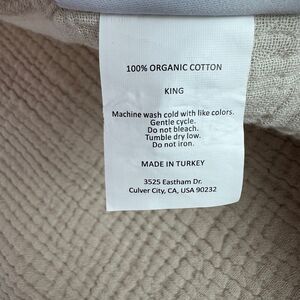 100% ORGANIC COTTON
KING
Machine wash cold with like colors.
Gentle cycle.
Do not bleach.
Tumble dry low.
Do not iron.
MADE IN TURKEY
3525 Eastham Dr.
Culver City, CA, USA 90232